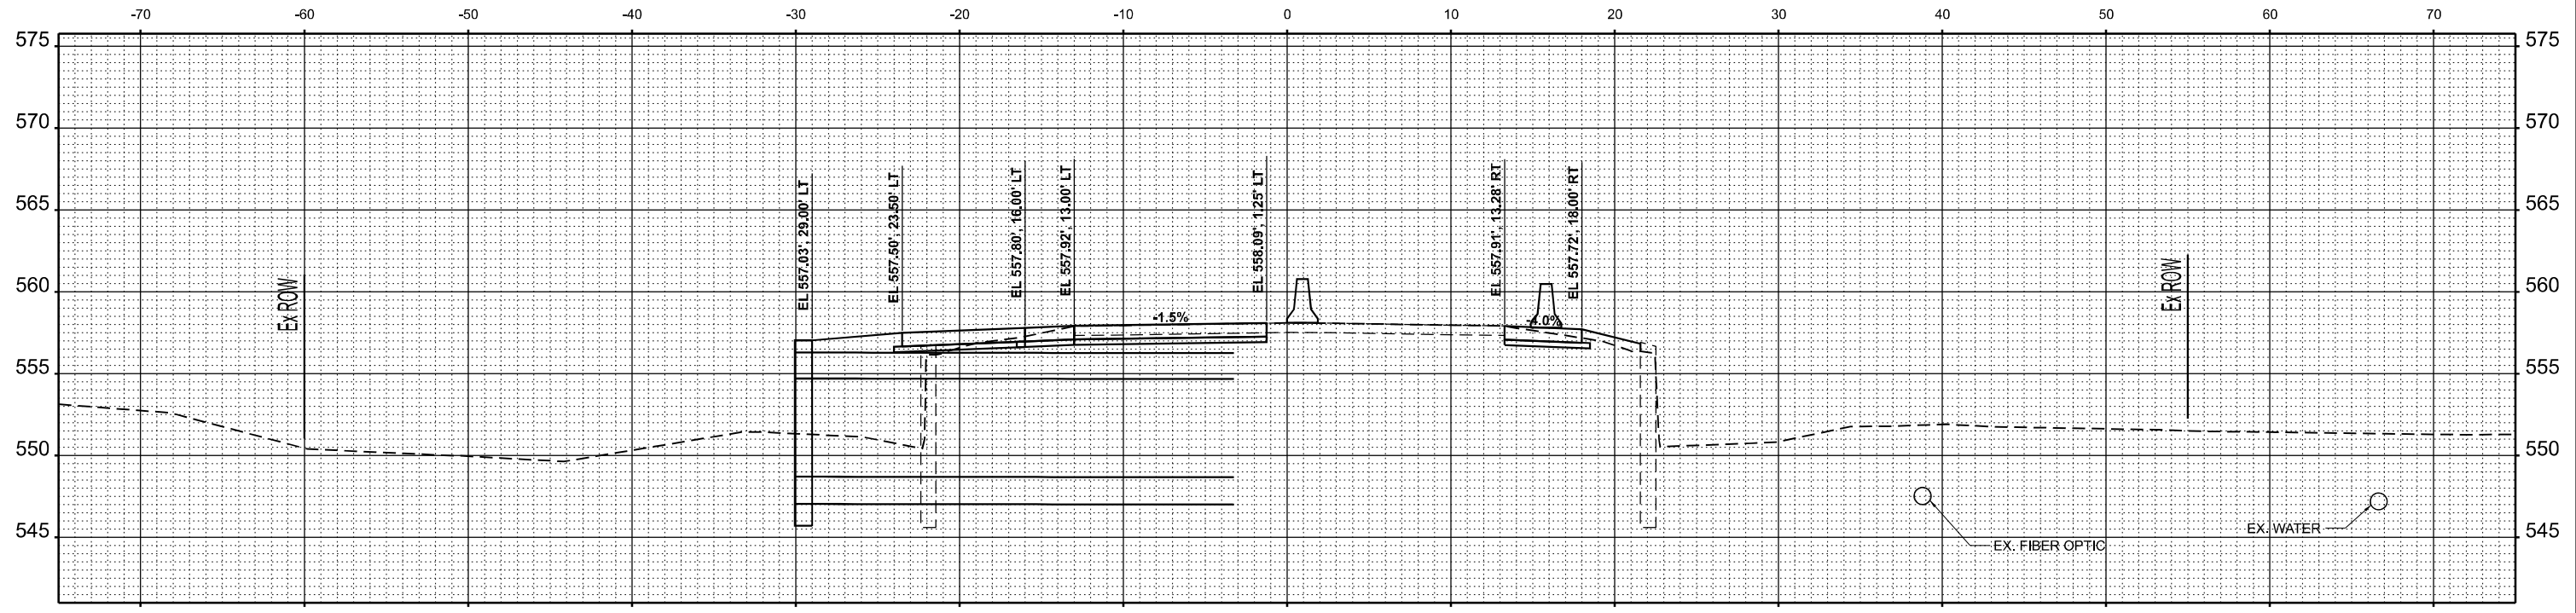 -70 -60 -50 -40 -30 -20 -10 0 10 20 30 40 50 60 70
575 575
570 570
565 565
EL 557.03', 29.00' LT
EL 557.50', 23.50' LT
EL 557.80', 16.00' LT
EL 557.92', 13.00' LT
EL 558.09', 1.25' LT
EL 557.91', 13.28' RT
EL 557.72', 18.00' RT
Ex ROW
Ex ROW
560 560
-1.5%
-4.0%
555 555
550 550
545 545
EX. WATER
EX. FIBER OPTIC